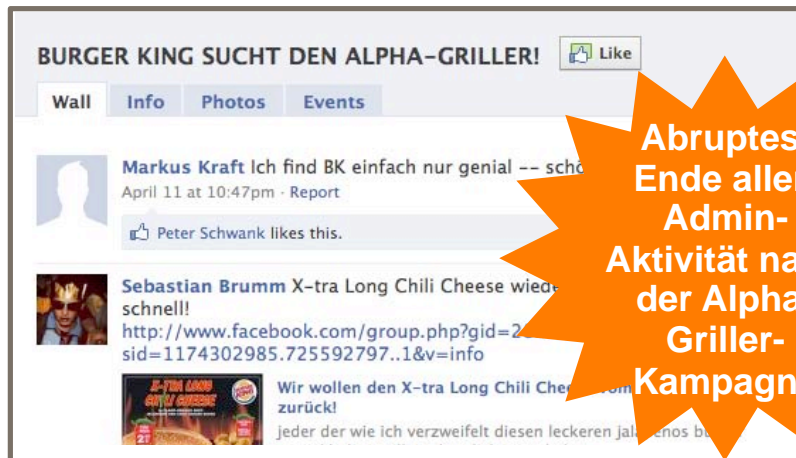 BURGER KING SUCHT DEN ALPHA-GRILLER! Like
Wall Info Photos Events
Markus Kraft Ich find BK einfach nur genial -- schö
April 11 at 10:47pm · Report
Peter Schwank likes this.
Sebastian Brumm X-tra Long Chili Cheese wiede
schnell!
http://www.facebook.com/group.php?gid=2
sid=1174302985.725592797..1&v=info
X-TRA LONG
CHILI CHEESE
Wir wollen den X-tra Long Chili Chee
zurück!
jeder der wie ich verzweifelt diesen leckeren
Abruptes
Ende aller
Admin-
Aktivität na
der Alpha
Griller-
Kampagn